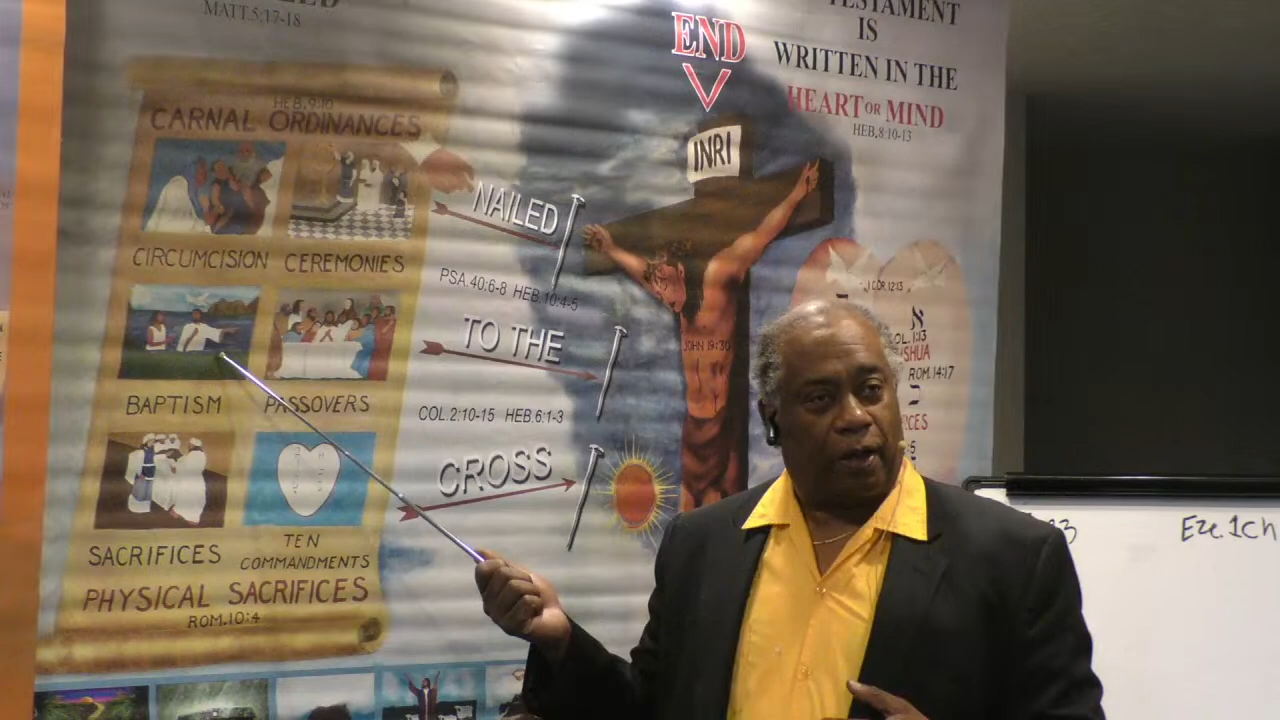 MATT.5:17-18
HEB.9:10
CARNAL ORDINANCES
CIRCUMCISION CEREMONIES
BAPTISM PASSOVERS
SACRIFICES TEN
COMMANDMENTS
PHYSICAL SACRIFICES
ROM.10:4
NAILED
PSA.40:6-8 HEB.10:4-5
TO THE
COL.2:10-15 HEB.6:1-3
CROSS
END
INRI
JOHN 19:30
TESTAMENT
IS
WRITTEN IN THE
HEART OR MIND
HEB.8:10-13
1 COR.12:13
א
COL. 1:13
SHUA
ROM.14:17
ב
CES
Eze.1ch